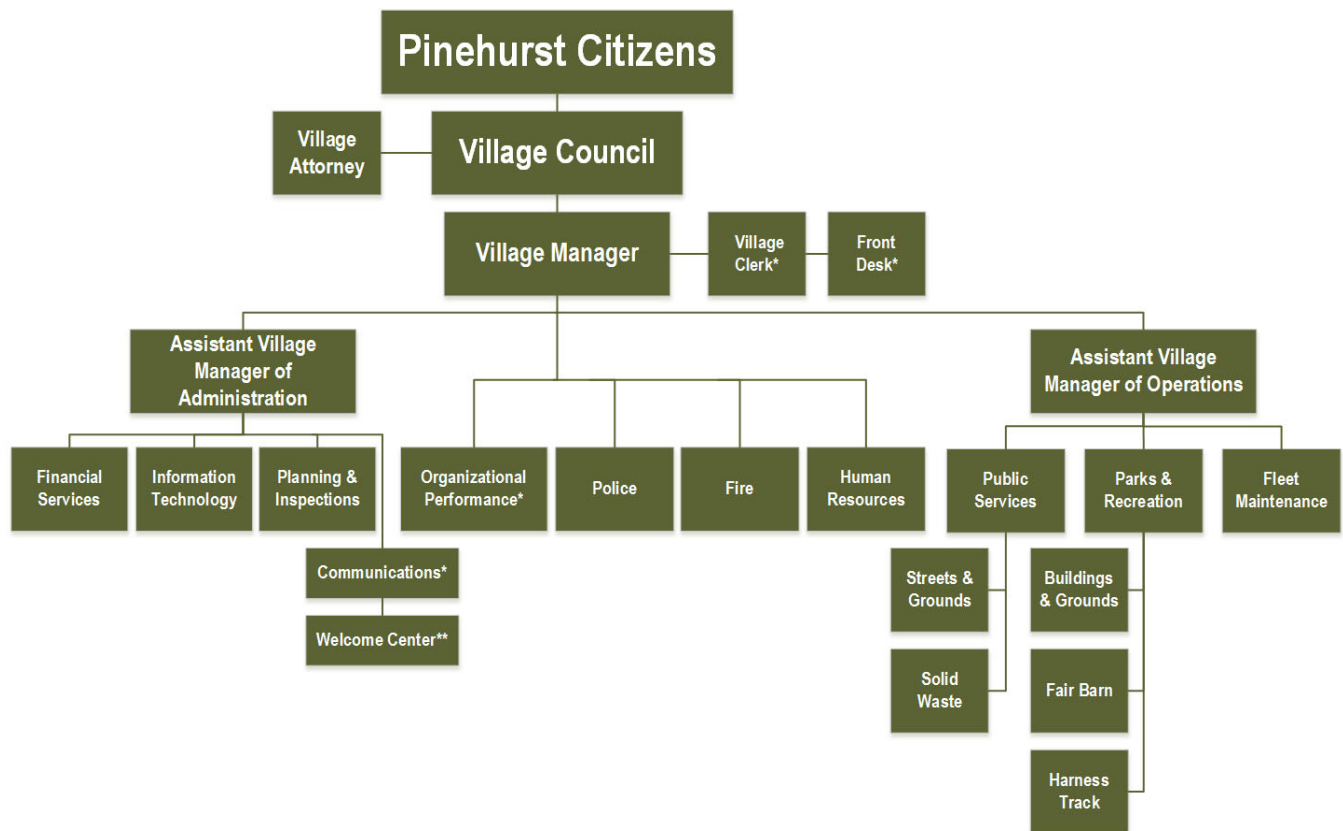 Pinehurst Citizens
Village
Attorney
Village Council
Village Manager
Village
Clerk*
Front
Desk*
Assistant Village
Manager of
Administration
Assistant Village
Manager of Operations
Financial
Services
Information
Technology
Planning &
Inspections
Organizational
Performance*
Police
Fire
Human
Resources
Public
Services
Parks &
Recreation
Fleet
Maintenance
Communications*
Welcome Center**
Streets &
Grounds
Buildings
& Grounds
Solid
Waste
Fair Barn
Harness
Track